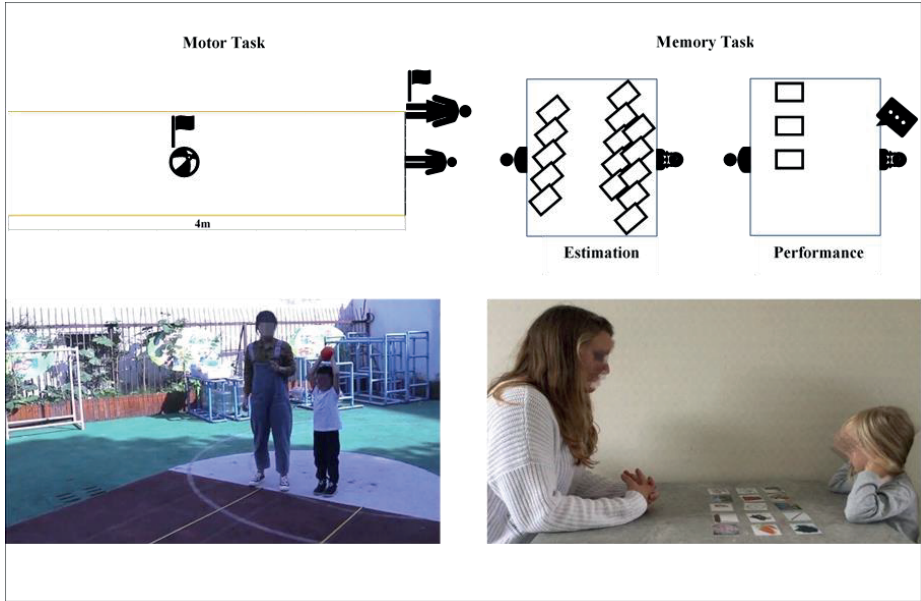 Motor Task
Memory Task
4m
Estimation
Performance